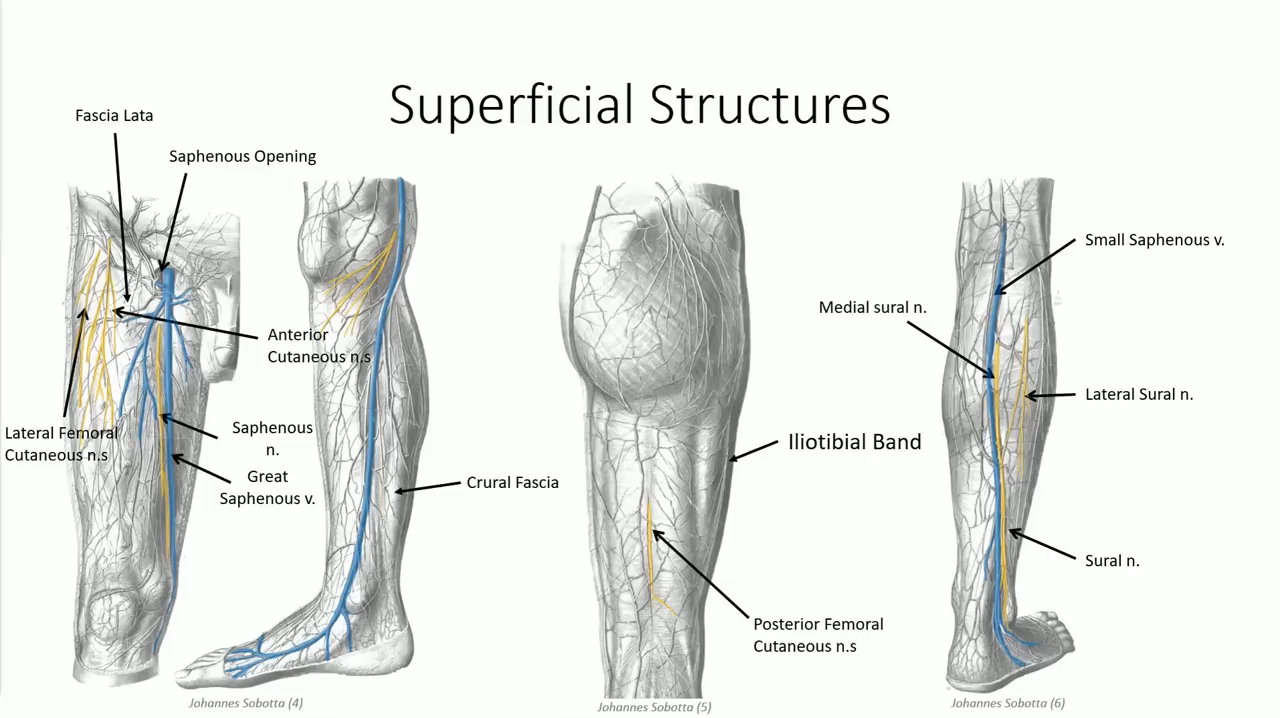 Superficial Structures
Fascia Lata
Saphenous Opening
Anterior
Cutaneous n.s
Lateral Femoral
Cutaneous n.s
Saphenous
n.
Great
Saphenous v.
Crural Fascia
Johannes Sobotta (4)
Iliotibial Band
Posterior Femoral
Cutaneous n.s
Johannes Sobotta (5)
Small Saphenous v.
Medial sural n.
Lateral Sural n.
Sural n.
Johannes Sobotta (6)